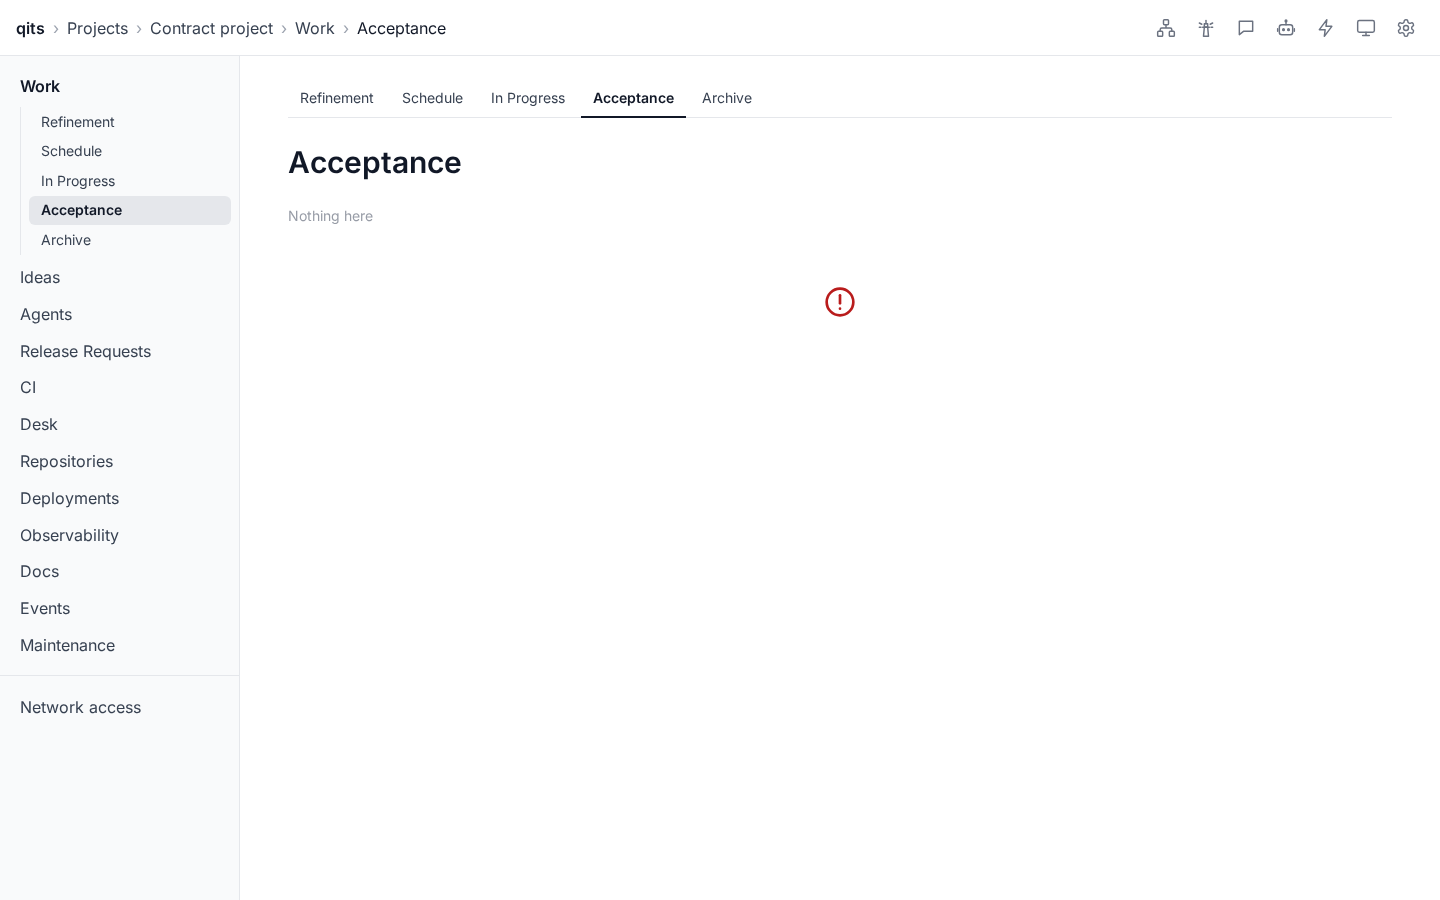 qits › Projects › Contract project › Work › Acceptance
Work
Refinement
Schedule
In Progress
Acceptance
Archive
Ideas
Agents
Release Requests
CI
Desk
Repositories
Deployments
Observability
Docs
Events
Maintenance
Network access
Refinement Schedule In Progress Acceptance Archive
Acceptance
Nothing here